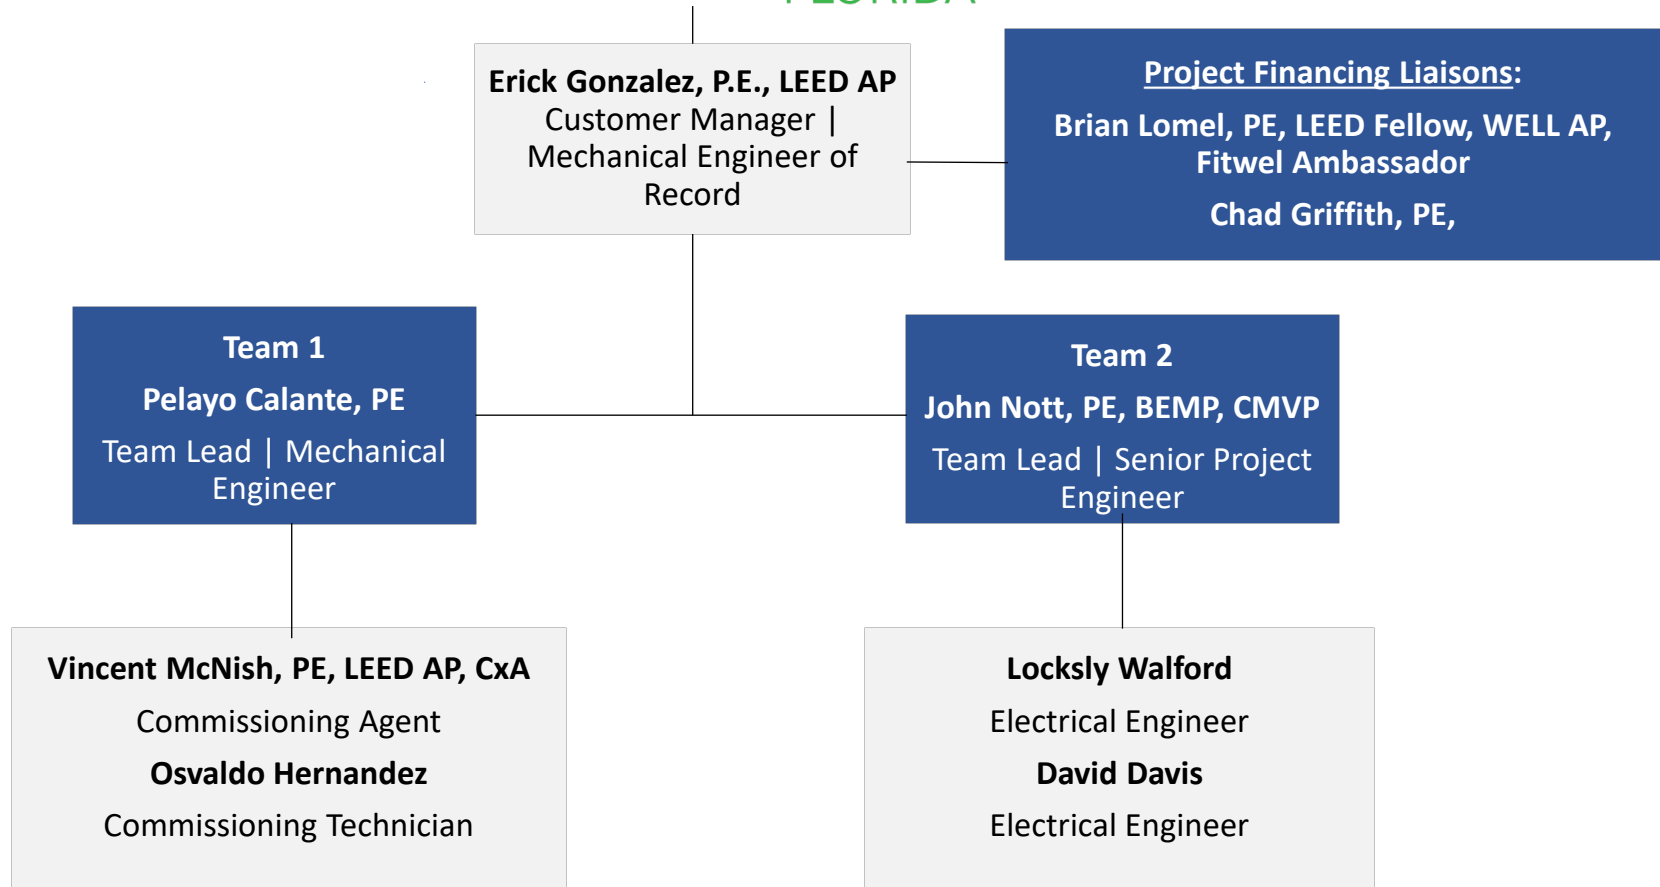 FLORIDA
Erick Gonzalez, P.E., LEED AP
Customer Manager |
Mechanical Engineer of
Record
Project Financing Liaisons:
Brian Lomel, PE, LEED Fellow, WELL AP,
Fitwel Ambassador
Chad Griffith, PE,
Team 1
Pelayo Calante, PE
Team Lead | Mechanical
Engineer
Team 2
John Nott, PE, BEMP, CMVP
Team Lead | Senior Project
Engineer
Vincent McNish, PE, LEED AP, CxA
Commissioning Agent
Osvaldo Hernandez
Commissioning Technician
Locksly Walford
Electrical Engineer
David Davis
Electrical Engineer